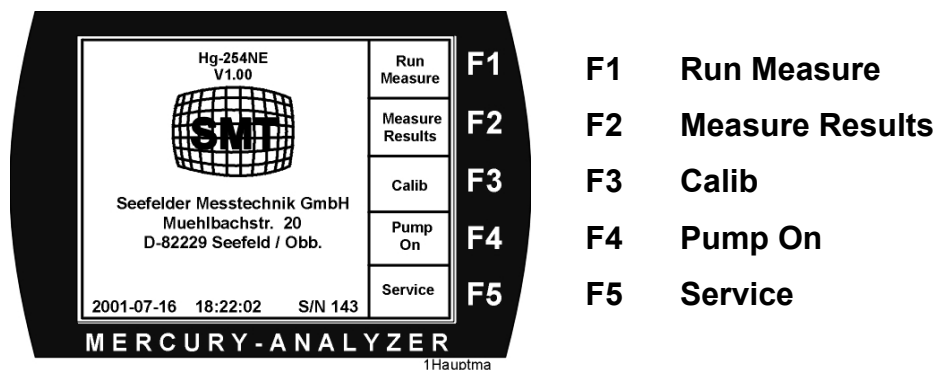 Hg-254NE
V1.00
SMT
Seefelder Messtechnik GmbH
Muehlbachstr. 20
D-82229 Seefeld / Obb.
2001-07-16 18:22:02 S/N 143
Run
Measure
Measure
Results
Calib
Pump
On
Service
F1
F2
F3
F4
F5
MERCURY-ANALYZER
1Hauptma
F1 Run Measure
F2 Measure Results
F3 Calib
F4 Pump On
F5 Service